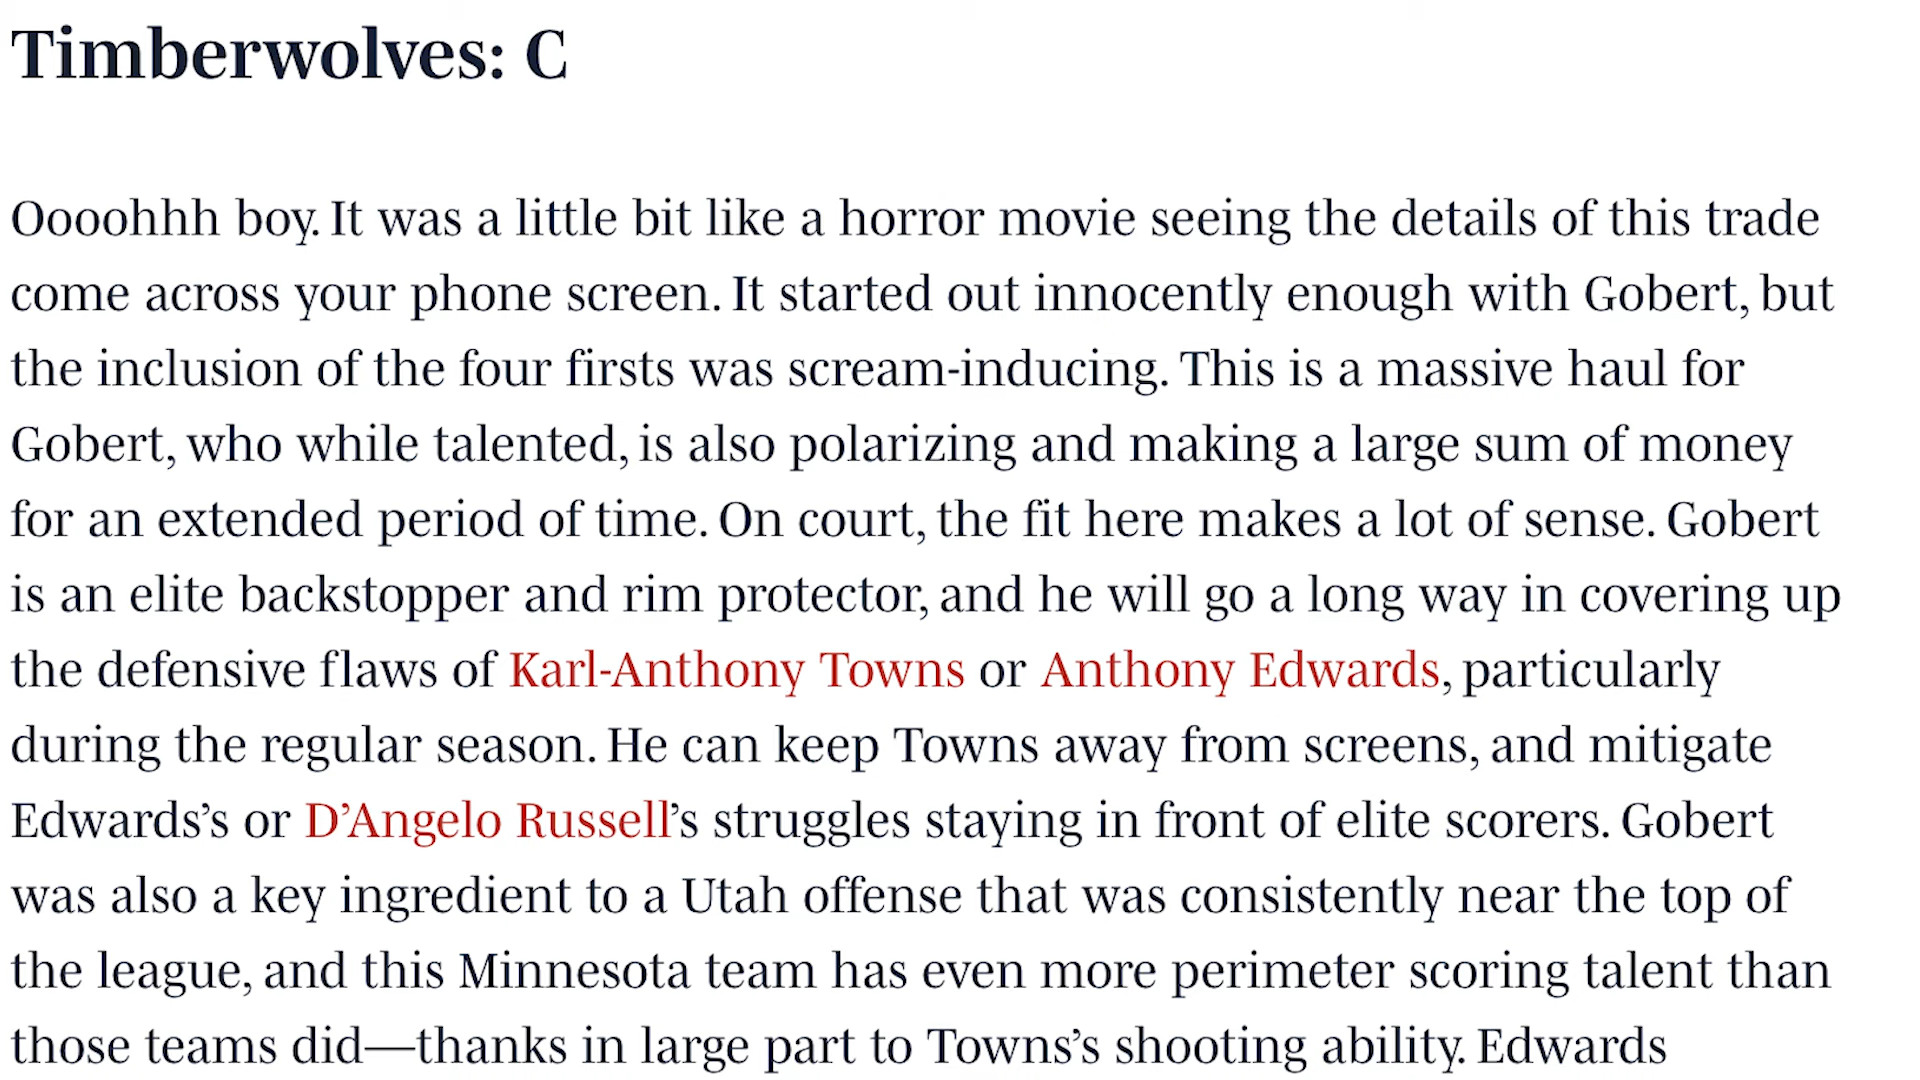 Timberwolves: C
Oooohhh boy. It was a little bit like a horror movie seeing the details of this trade
come across your phone screen. It started out innocently enough with Gobert, but
the inclusion of the four firsts was scream-inducing. This is a massive haul for
Gobert, who while talented, is also polarizing and making a large sum of money
for an extended period of time. On court, the fit here makes a lot of sense. Gobert
is an elite backstopper and rim protector, and he will go a long way in covering up
the defensive flaws of Karl-Anthony Towns or Anthony Edwards, particularly
during the regular season. He can keep Towns away from screens, and mitigate
Edwards’s or D’Angelo Russell’s struggles staying in front of elite scorers. Gobert
was also a key ingredient to a Utah offense that was consistently near the top of
the league, and this Minnesota team has even more perimeter scoring talent than
those teams did—thanks in large part to Towns’s shooting ability. Edwards